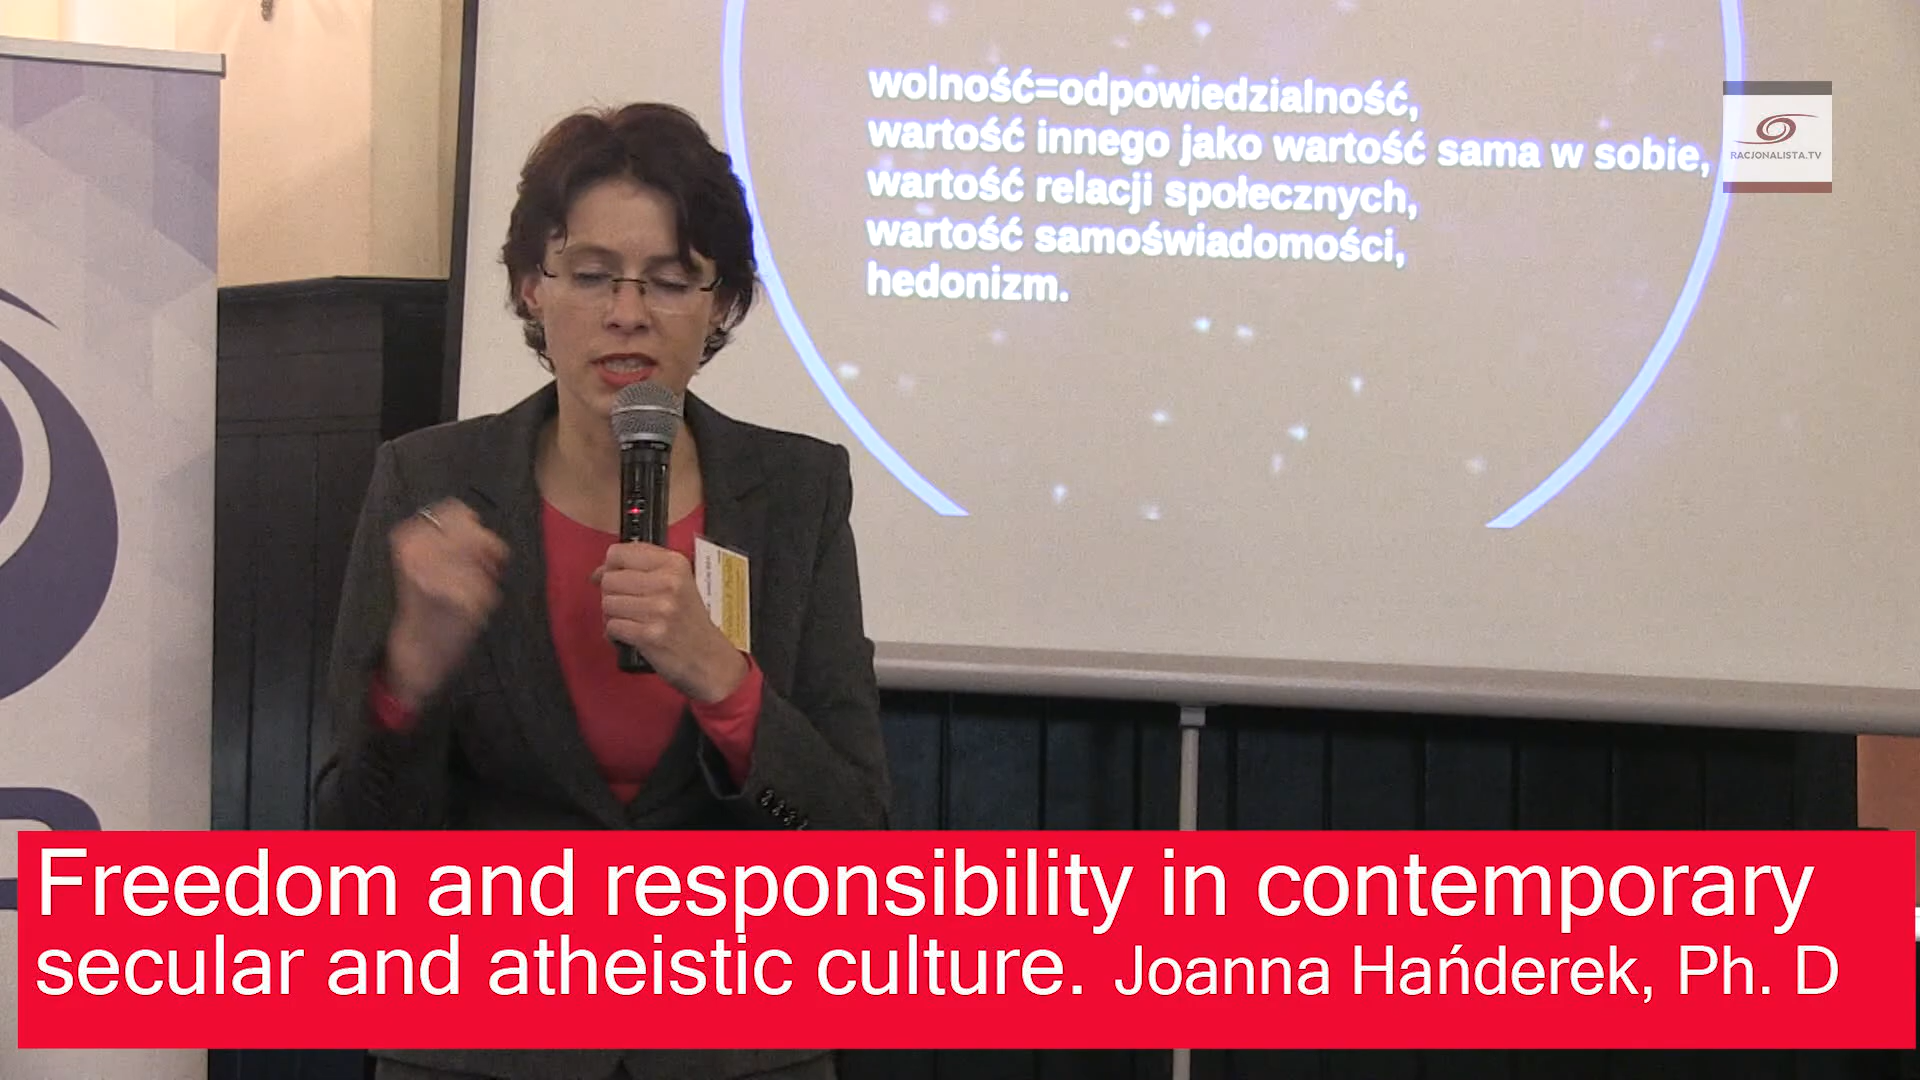 wolność=odpowiedzialność,
wartość innego jako wartość sama w sobie,
wartość relacji społecznych,
wartość samoświadomości,
hedonizm.
RACJONALISTA.TV
Freedom and responsibility in contemporary
secular and atheistic culture. Joanna Hańderek, Ph. D